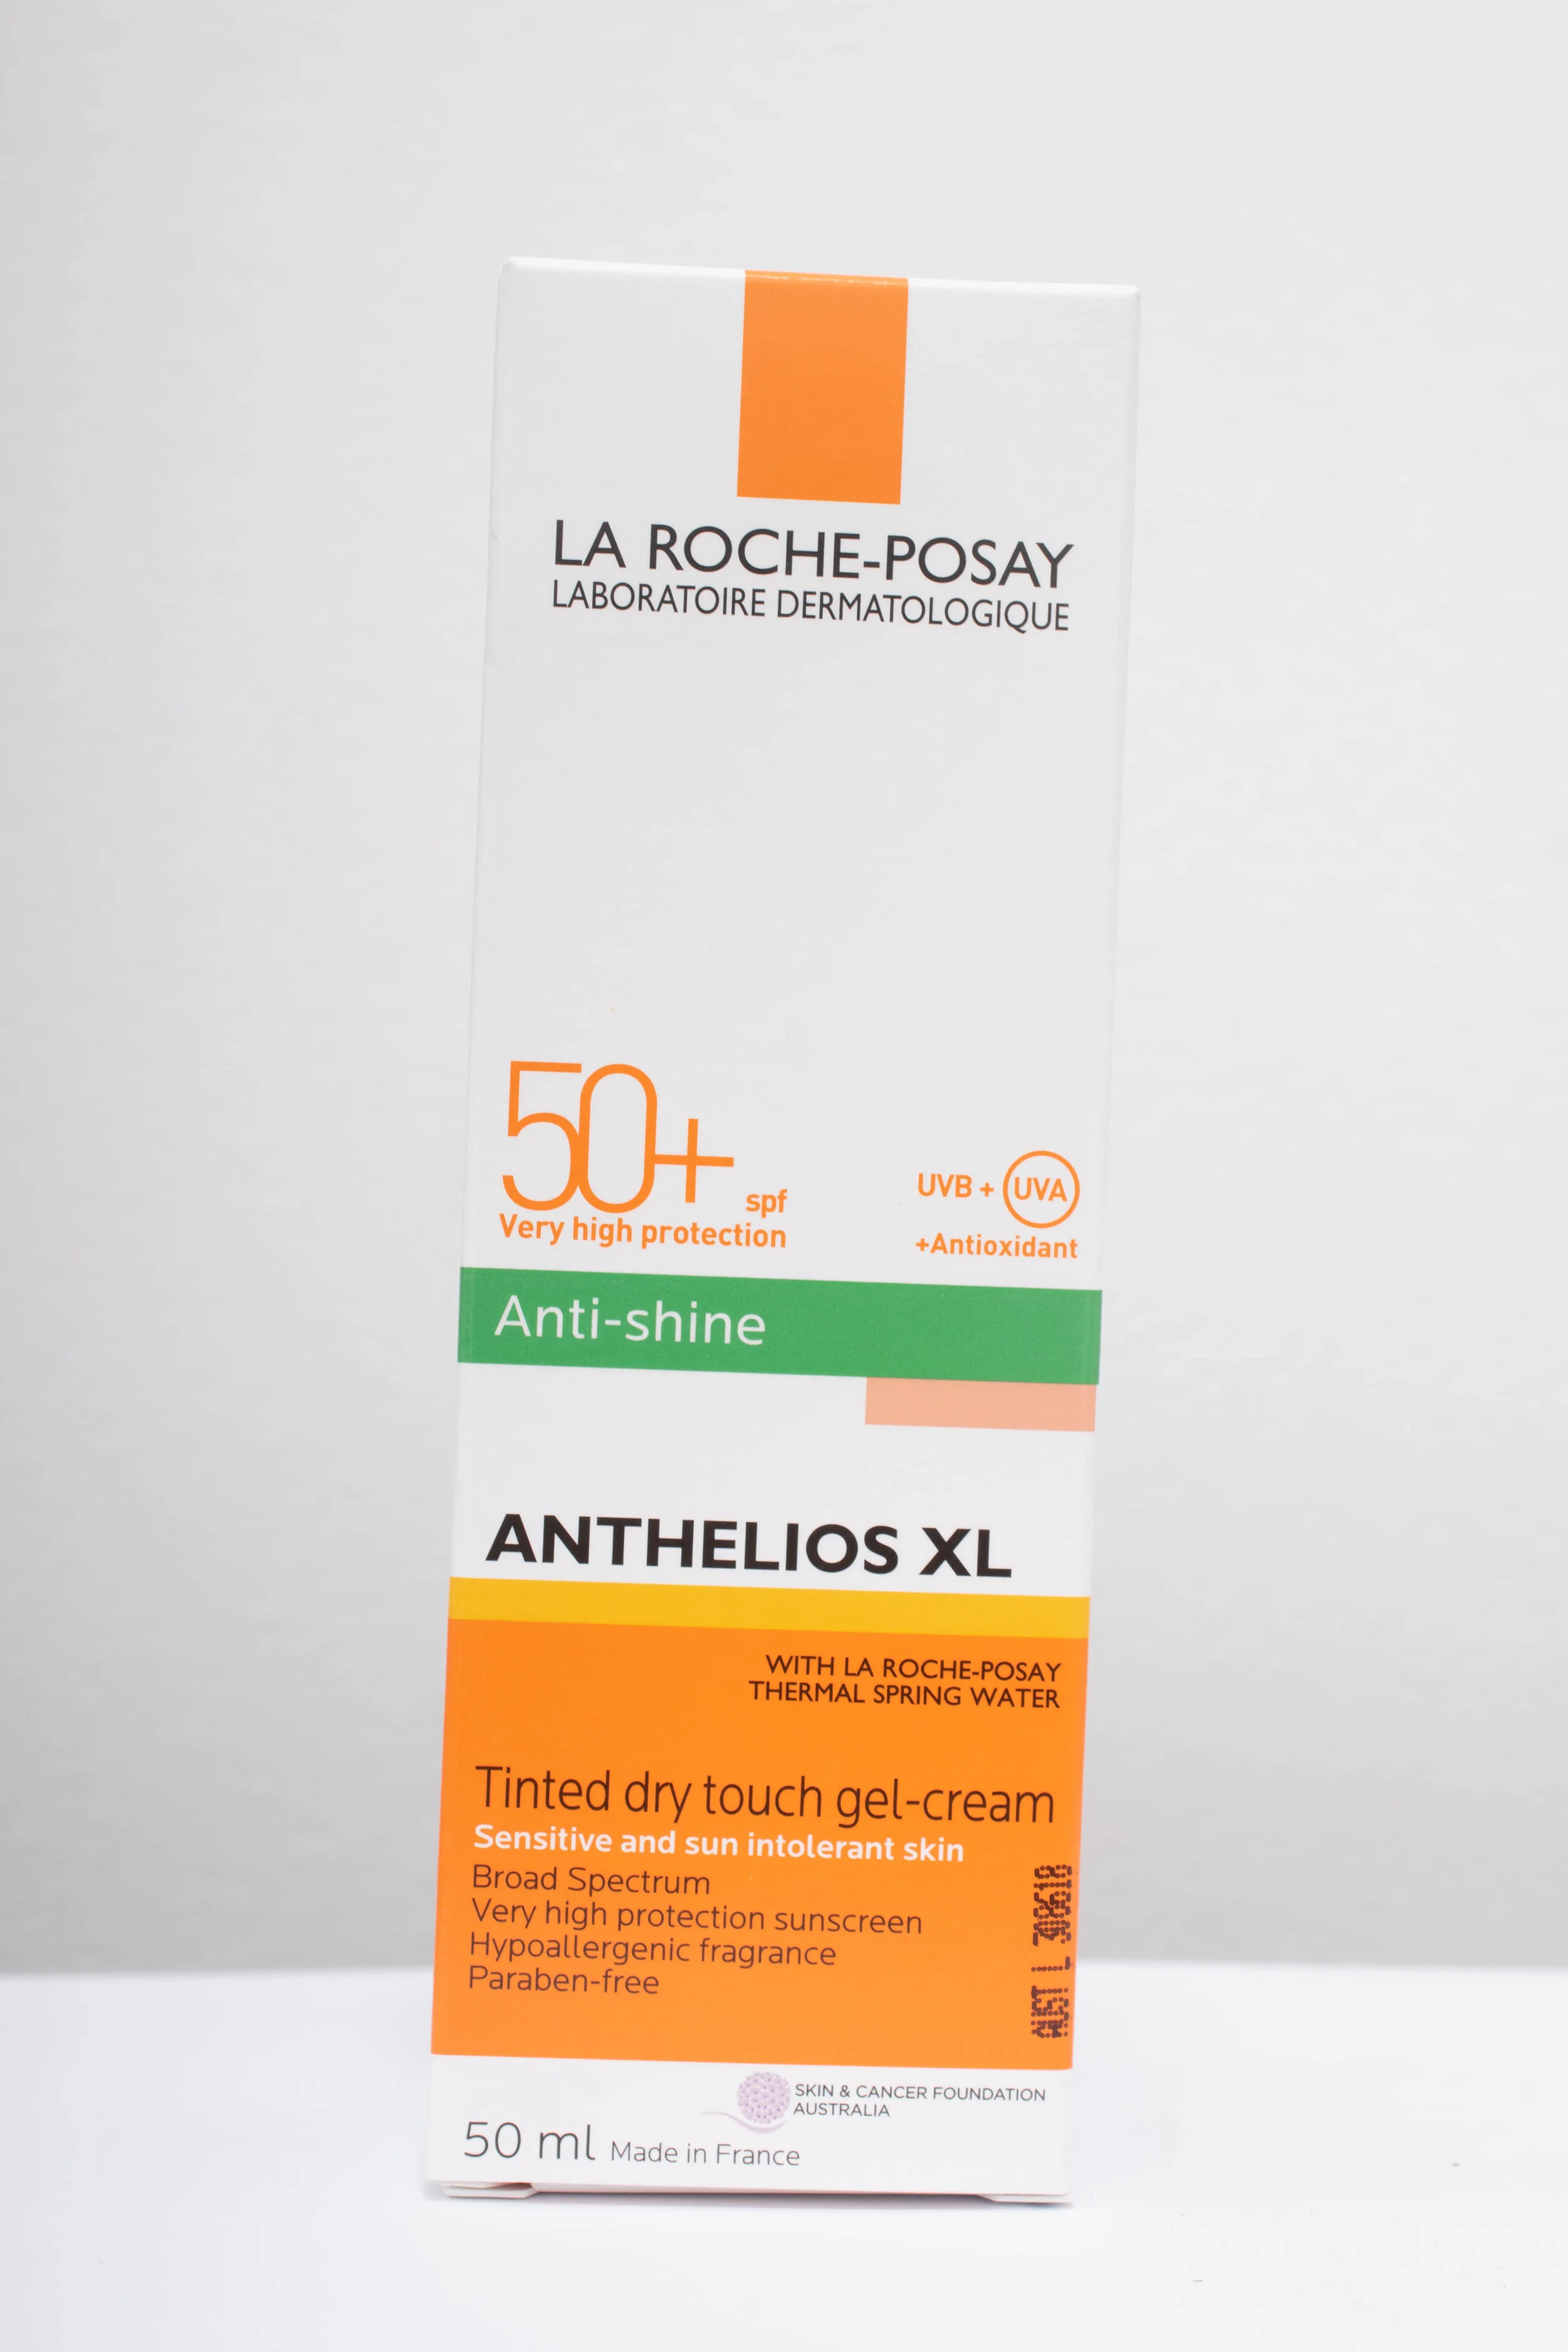 LA ROCHE-POSAY
LABORATOIRE DERMATOLOGIQUE
50+ spf
Very high protection
UVB + UVA
+Antioxidant
Anti-shine
ANTHELIOS XL
WITH LA ROCHE-POSAY
THERMAL SPRING WATER
Tinted dry touch gel-cream
Sensitive and sun intolerant skin
Broad Spectrum
Very high protection sunscreen
Hypoallergenic fragrance
Paraben-free
AUST L
SKIN & CANCER FOUNDATION
AUSTRALIA
50 ml Made in France